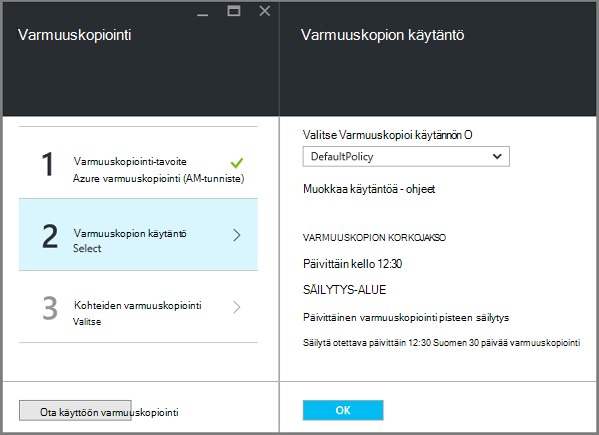 Varmuuskopiointi
1
Varmuuskopiointi-tavoite
Azure varmuuskopiointi (AM-tunniste)
2
Varmuuskopion käytäntö
Select
3
Kohteiden varmuuskopiointi
Valitse
Ota käyttöön varmuuskopiointi
Varmuuskopion käytäntö
Valitse Varmuuskopioi käytännön O
DefaultPolicy
Muokkaa käytäntöä - ohjeet
VARMUUSKOPION KORKOJAKSO
Päivittäin kello 12:30
SÄILYTYS-ALUE
Päivittäinen varmuuskopiointi pisteen säilytys
Säilytä otettava päivittäin 12:30 Suomen 30 päivää varmuuskopiointi
OK